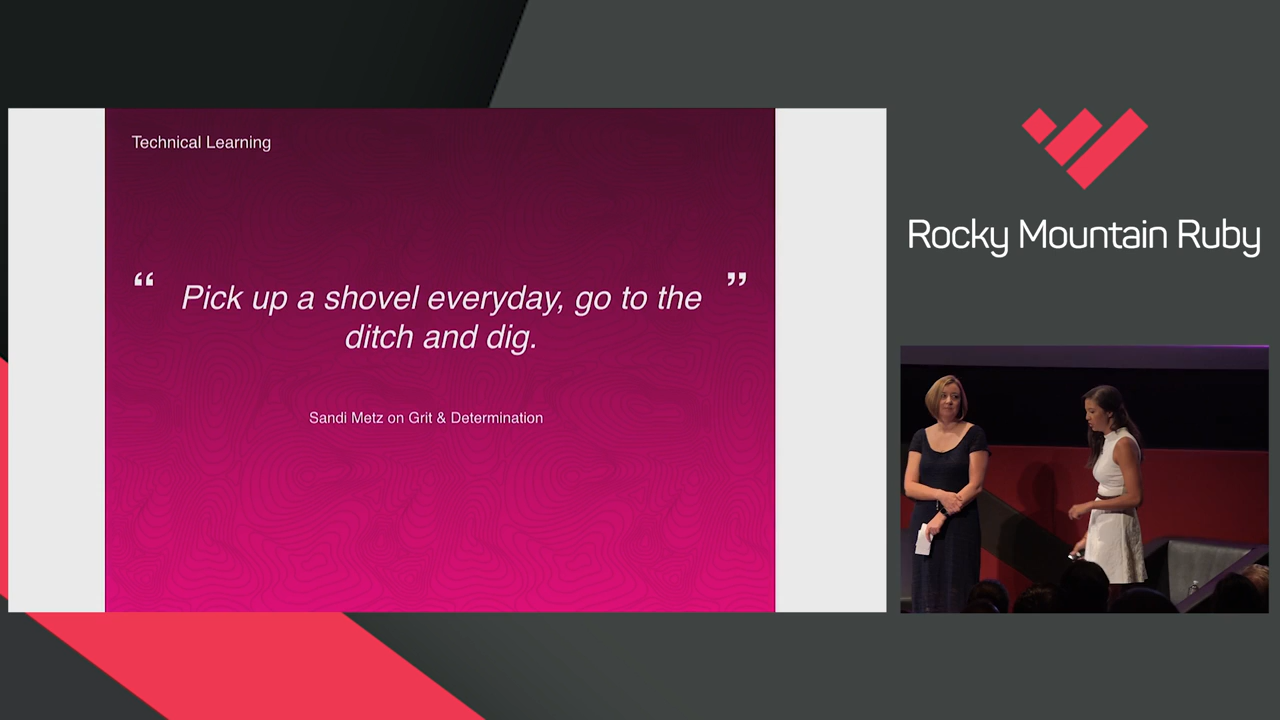 Technical Learning
“ Pick up a shovel everyday, go to the ”
ditch and dig.
Sandi Metz on Grit & Determination
Rocky Mountain Ruby